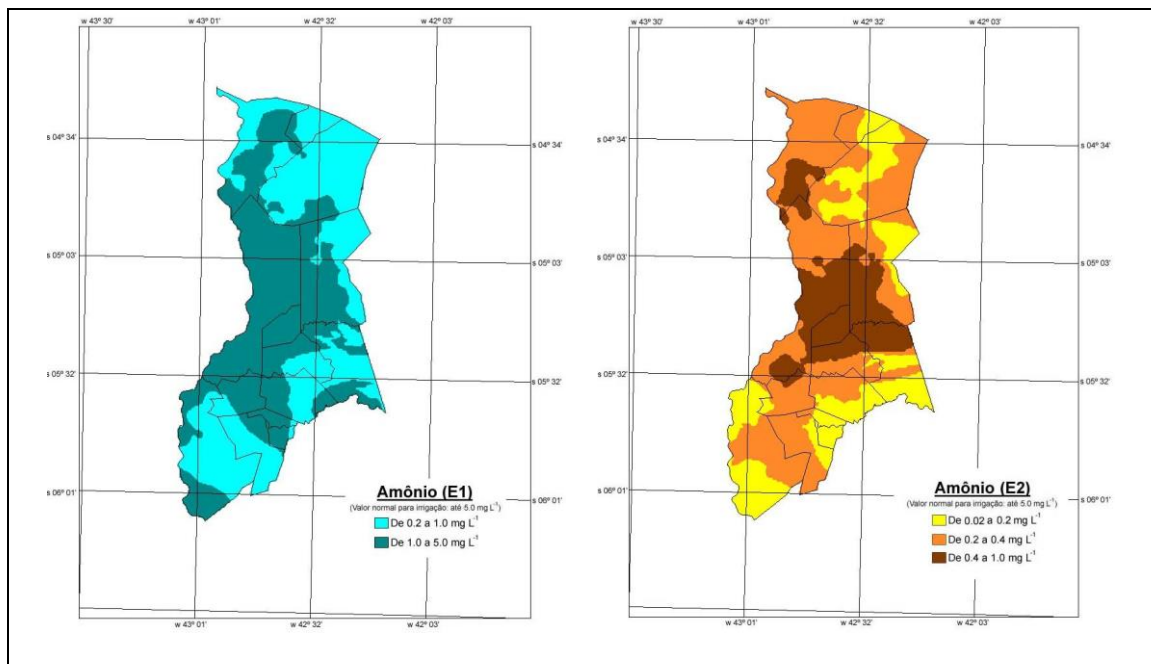 w 43º 30' w 43º 01' w 42º 32' w 42º 03'
s 04º 34' s 04º 34'
s 05º 03' s 05º 03'
s 05º 32' s 05º 32'
s 06º 01' s 06º 01'
Amônio (E1)
(Valor normal para irrigação: até 5.0 mg L⁻¹)
De 0.2 a 1.0 mg L⁻¹
De 1.0 a 5.0 mg L⁻¹
w 43º 01' w 42º 32' w 42º 03'
w 43º 30' w 43º 01' w 42º 32' w 42º 03'
s 04º 34' s 04º 34'
s 05º 03' s 05º 03'
s 05º 32' s 05º 32'
s 06º 01' s 06º 01'
Amônio (E2)
(Valor normal para irrigação: até 5.0 mg L⁻¹)
De 0.02 a 0.2 mg L⁻¹
De 0.2 a 0.4 mg L⁻¹
De 0.4 a 1.0 mg L⁻¹
w 43º 01' w 42º 32' w 42º 03'